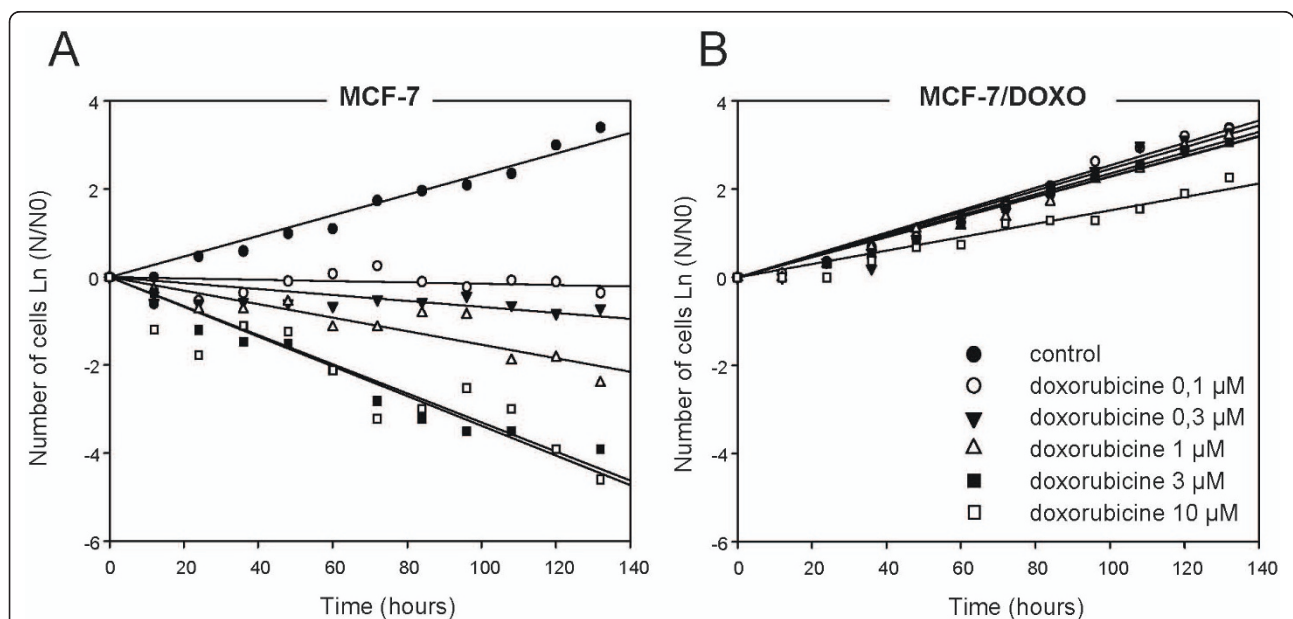 A
MCF-7
4
2
0
-2
-4
-6
Number of cells Ln (N/N0)
0 20 40 60 80 100 120 140
Time (hours)
B
MCF-7/DOXO
4
2
0
-2
-4
-6
Number of cells Ln (N/N0)
control
doxorubicine 0,1 µM
doxorubicine 0,3 µM
doxorubicine 1 µM
doxorubicine 3 µM
doxorubicine 10 µM
0 20 40 60 80 100 120 140
Time (hours)